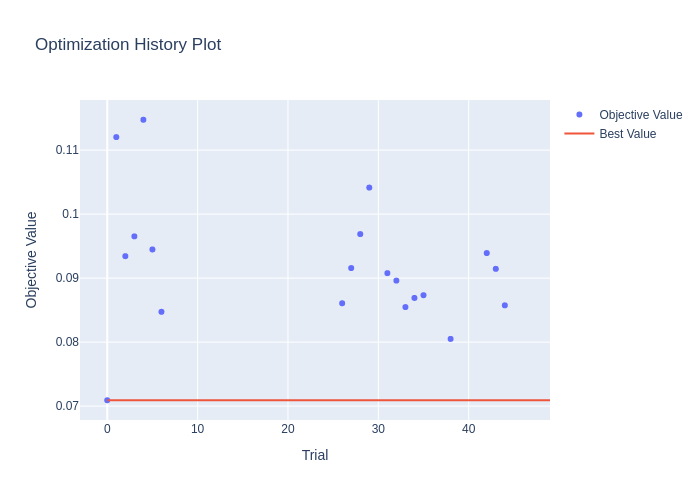 Optimization History Plot
Objective Value
Best Value
0.11
0.1
0.09
0.08
0.07
Objective Value
0
10
20
30
40
Trial